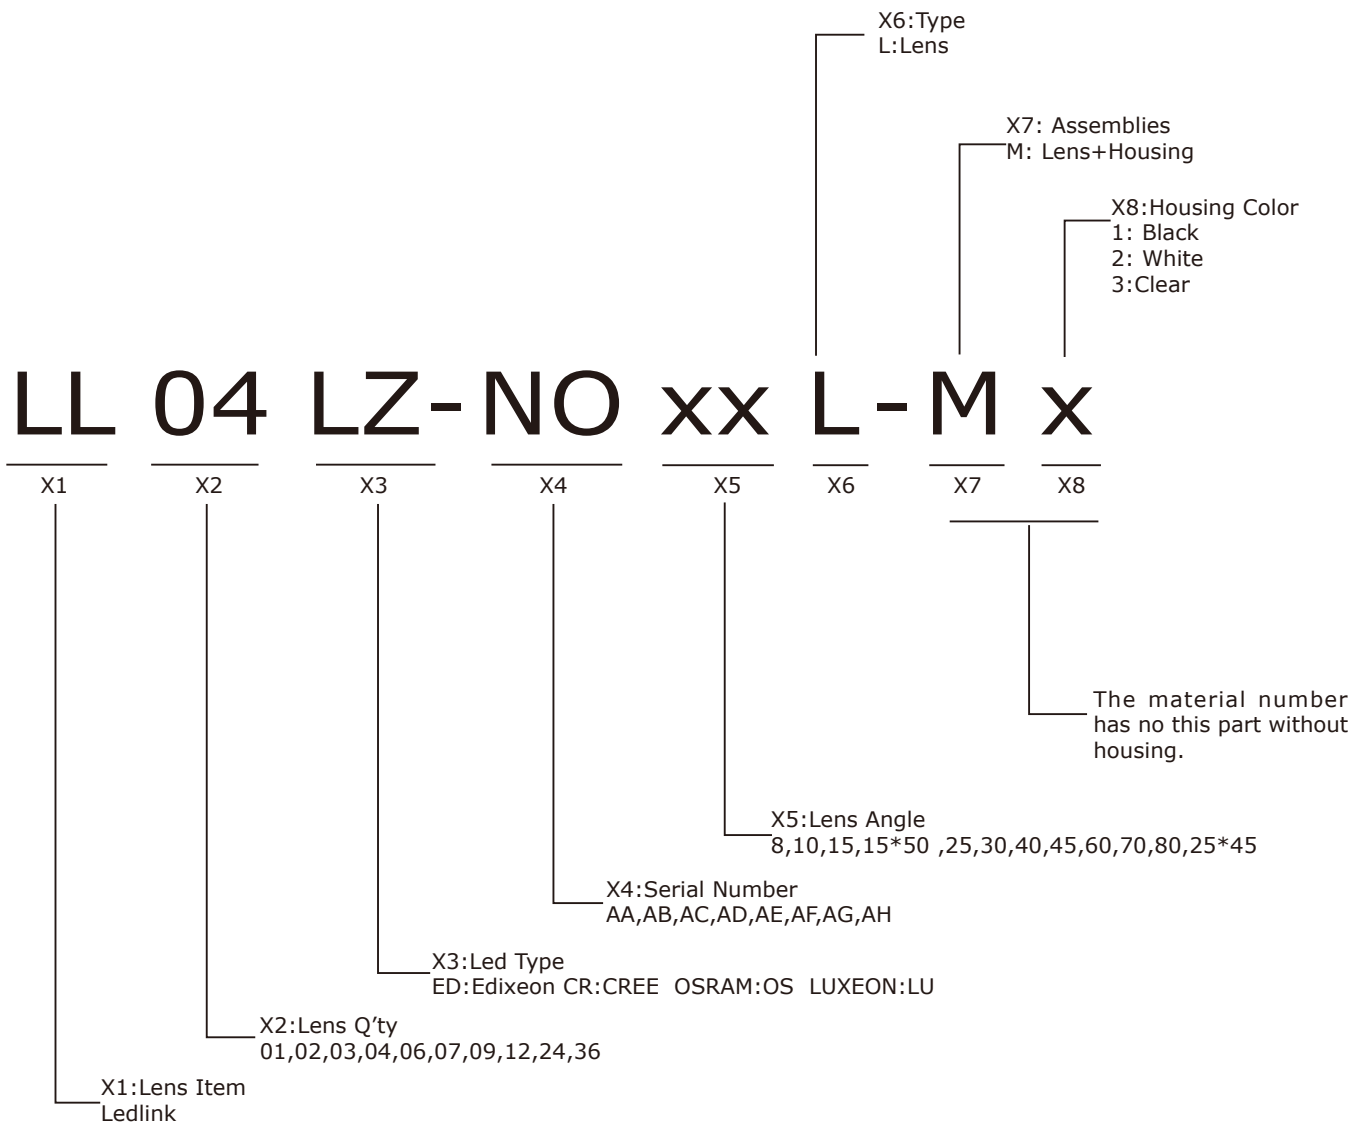 X6:Type
L:Lens
X7: Assemblies
M: Lens+Housing
X8:Housing Color
1: Black
2: White
3:Clear
LL 04 LZ-NO xx L-M x
X1 X2 X3 X4 X5 X6 X7 X8
The material number
has no this part without
housing.
X5:Lens Angle
8,10,15,15*50 ,25,30,40,45,60,70,80,25*45
X4:Serial Number
AA,AB,AC,AD,AE,AF,AG,AH
X3:Led Type
ED:Edixeon CR:CREE OSRAM:OS LUXEON:LU
X2:Lens Q’ty
01,02,03,04,06,07,09,12,24,36
X1:Lens Item
Ledlink